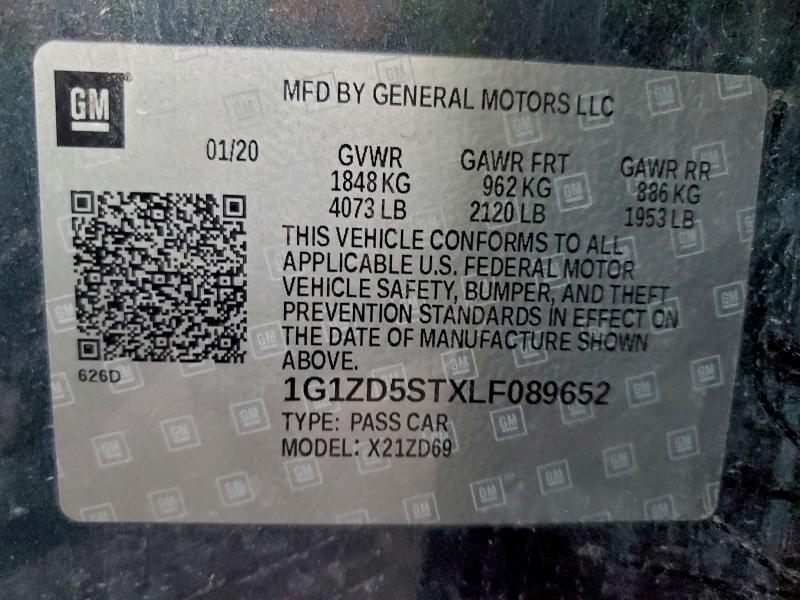 GM
MFD BY GENERAL MOTORS LLC
01/20
GVWR
1848 KG
4073 LB
GAWR FRT
962 KG
2120 LB
GAWR RR
886 KG
1953 LB
THIS VEHICLE CONFORMS TO ALL
APPLICABLE U.S. FEDERAL MOTOR
VEHICLE SAFETY, BUMPER, AND THEFT
PREVENTION STANDARDS IN EFFECT ON
THE DATE OF MANUFACTURE SHOWN
ABOVE.
626D
1G1ZD5STXLF089652
TYPE: PASS CAR
MODEL: X21ZD69